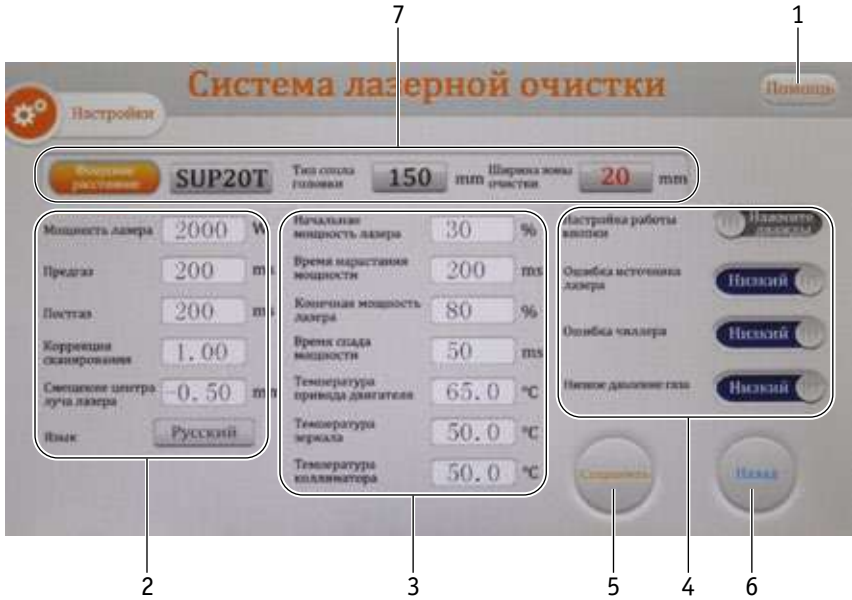 7
1
Система лазерной очистки
Помощь
Настройки
Фокусное
расстояние
SUP20T
Тип сопла
головки
150
mm
Ширина зоны
очистки
20
mm
Мощность лазера
2000
W
Предгаз
200
ms
Постгаз
200
ms
Коррекция
сканирования
1.00
Смещение центра
луча лазера
-0.50
mm
Язык
Русский
Начальная
мощность лазера
30
%
Время нарастания
мощности
200
ms
Конечная мощность
лазера
80
%
Время спада
мощности
50
ms
Температура
привода двигателя
65.0
°C
Температура
зеркала
50.0
°C
Температура
коллиматора
50.0
°C
Настройка работы
кнопки
Нажмите
Ошибка источника
лазера
Низкий
Ошибка чиллера
Низкий
Низкое давление газа
Низкий
Сохранить
Назад
2
3
5
4
6